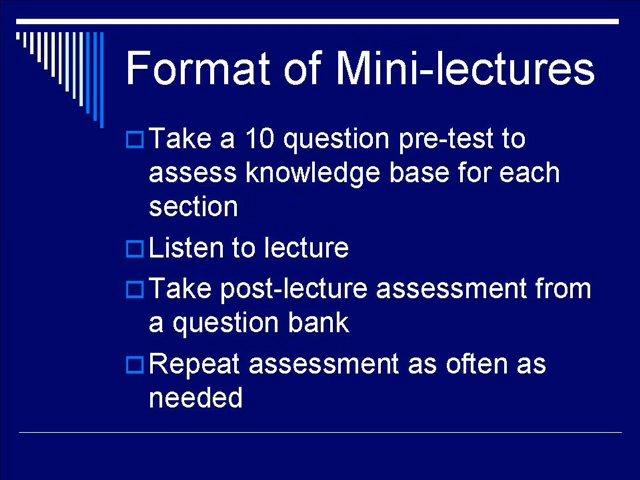 Format of Mini-lectures
Take a 10 question pre-test to
assess knowledge base for each
section
Listen to lecture
Take post-lecture assessment from
a question bank
Repeat assessment as often as
needed